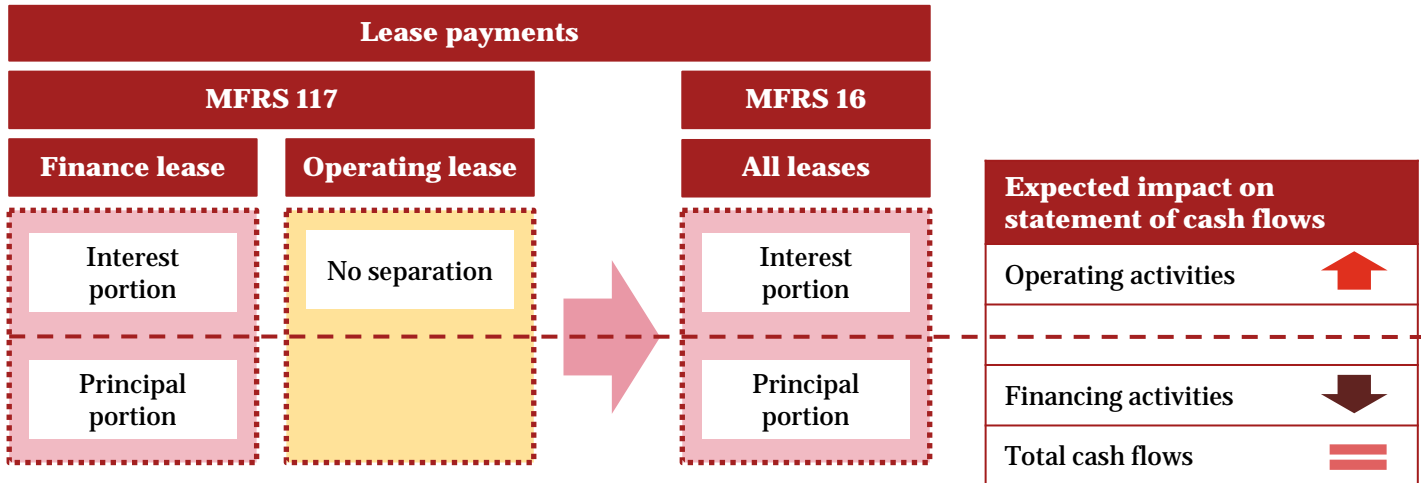 Lease payments
MFRS 117
MFRS 16
Finance lease
Operating lease
All leases
Interest
portion
No separation
Interest
portion
Principal
portion
Principal
portion
Expected impact on
statement of cash flows
Operating activities
Financing activities
Total cash flows